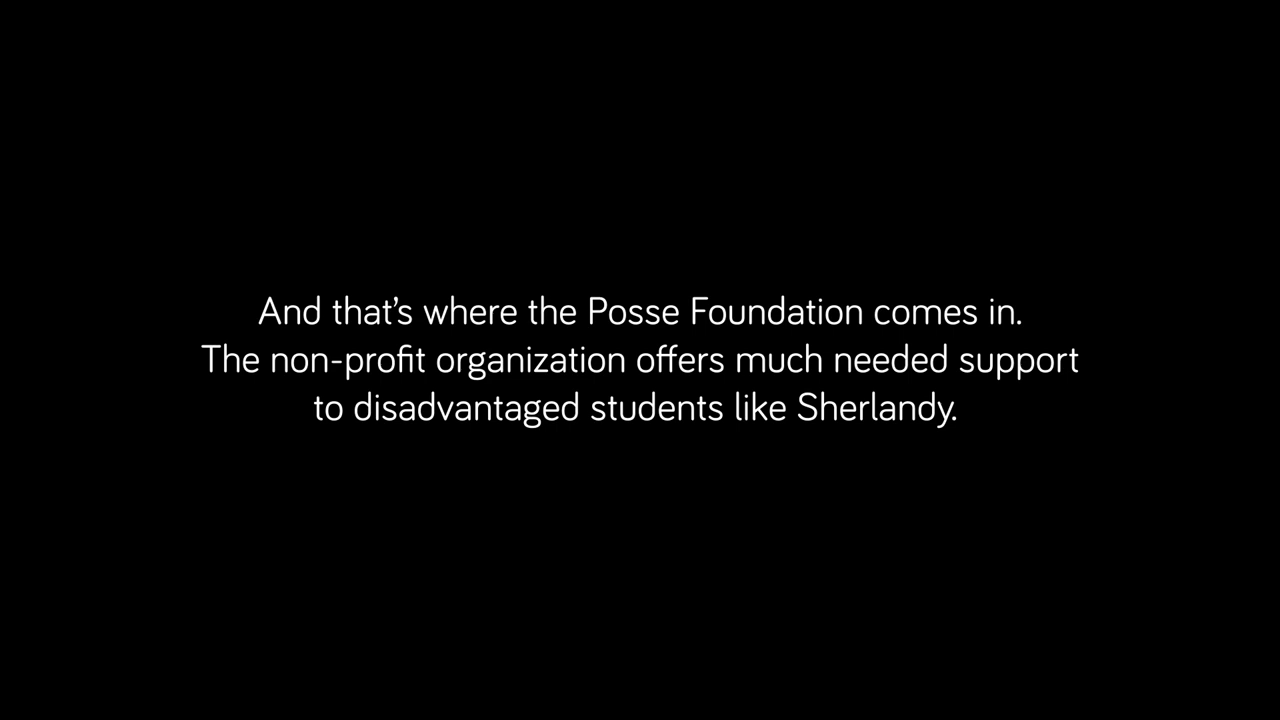 And that’s where the Posse Foundation comes in.
The non-profit organization offers much needed support
to disadvantaged students like Sherlandy.